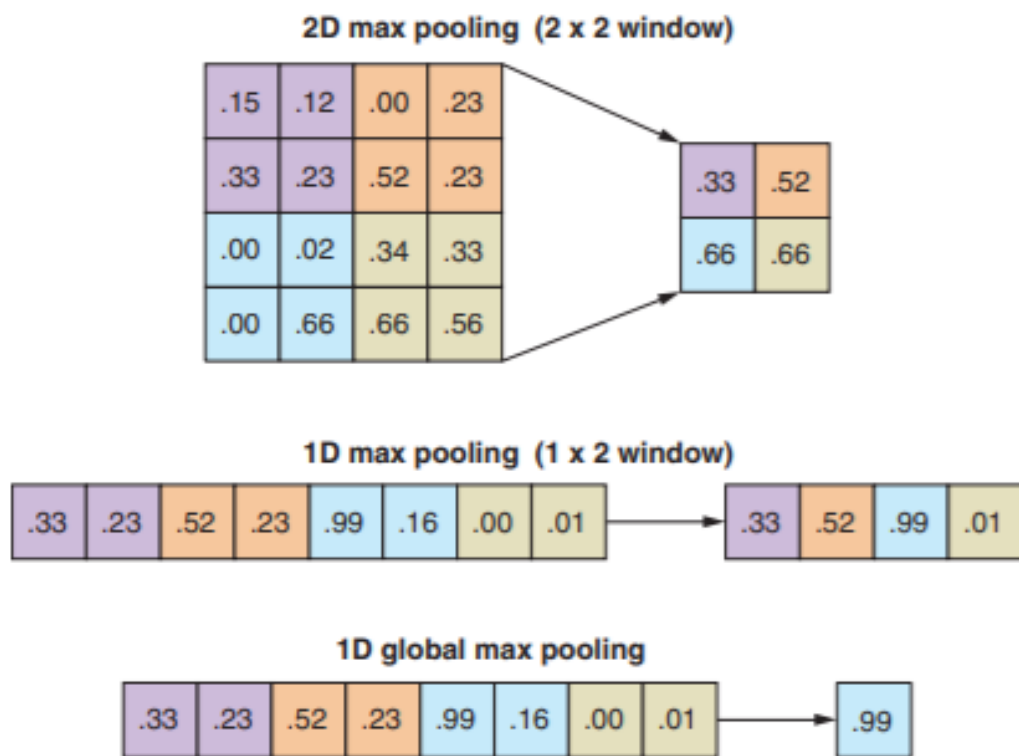 2D max pooling (2 x 2 window)
.15 .12 .00 .23
.33 .23 .52 .23
.00 .02 .34 .33
.00 .66 .66 .56
.33 .52
.66 .66
1D max pooling (1 x 2 window)
.33 .23 .52 .23 .99 .16 .00 .01
.33 .52 .99 .01
1D global max pooling
.33 .23 .52 .23 .99 .16 .00 .01
.99